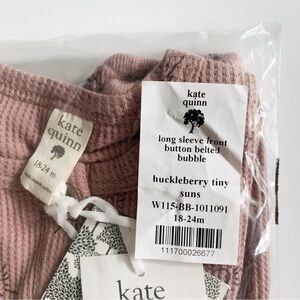 kate
quinn
18-24m
kate
quinn
long sleeve front
button belted
bubble
huckleberry tiny
suns
W115-BB-1011091
18-24m
111700026677
kate